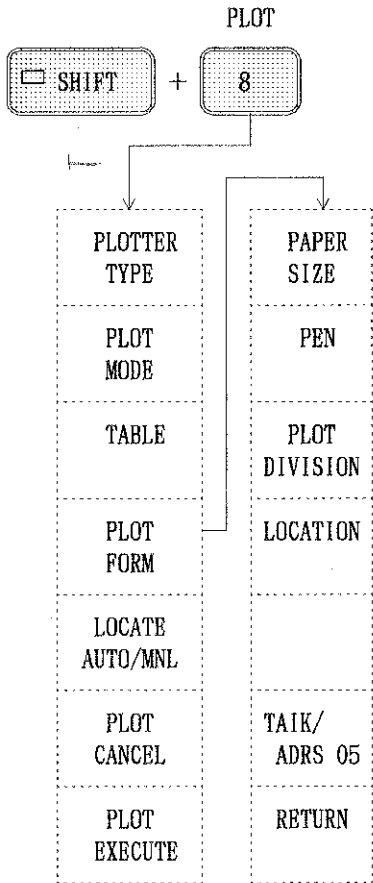 PLOT
SHIFT + 8
PLOTTER
TYPE
PLOT
MODE
TABLE
PLOT
FORM
LOCATE
AUTO/MNL
PLOT
CANCEL
PLOT
EXECUTE
PAPER
SIZE
PEN
PLOT
DIVISION
LOCATION
TAIK/
ADRS 05
RETURN